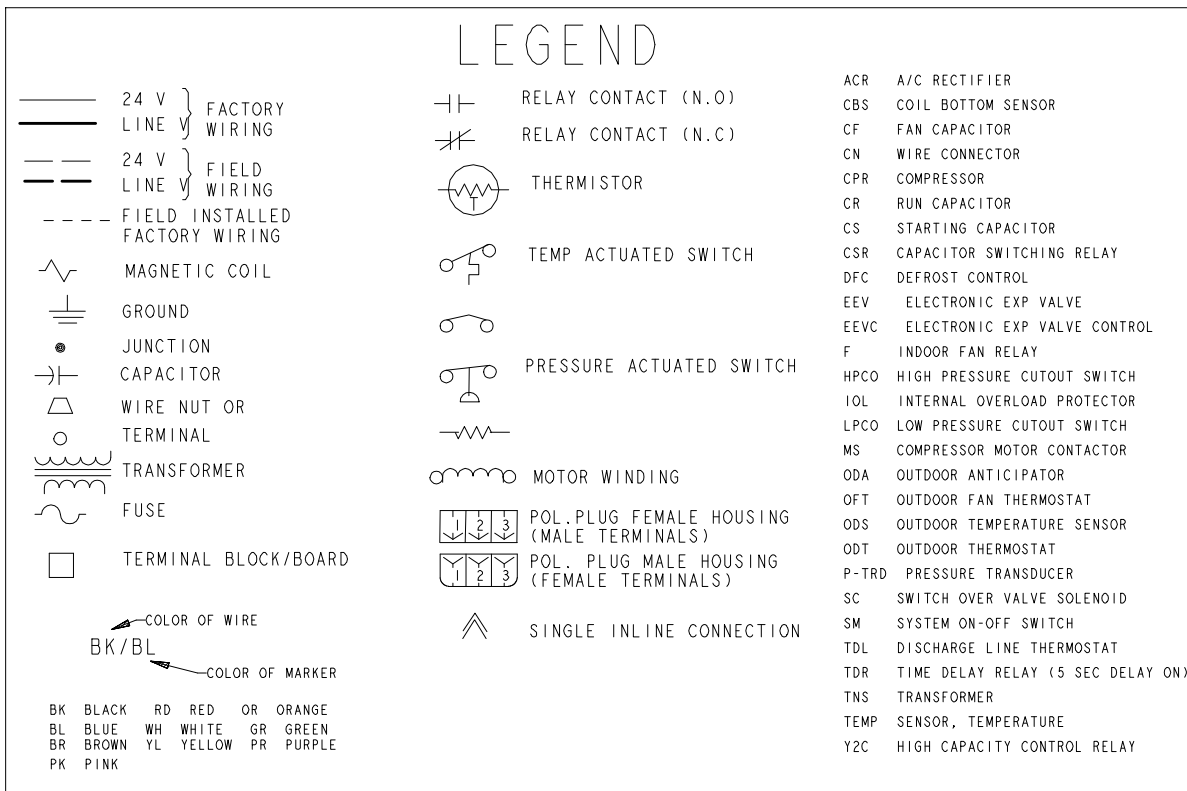 LEGEND
24 V
LINE V
FACTORY
WIRING
24 V
LINE V
FIELD
WIRING
FIELD INSTALLED
FACTORY WIRING
MAGNETIC COIL
GROUND
JUNCTION
CAPACITOR
WIRE NUT OR
TERMINAL
TRANSFORMER
FUSE
TERMINAL BLOCK/BOARD
COLOR OF WIRE
BK/BL
COLOR OF MARKER
BK BLACK RD RED OR ORANGE
BL BLUE WH WHITE GR GREEN
BR BROWN YL YELLOW PR PURPLE
PK PINK
RELAY CONTACT (N.O)
RELAY CONTACT (N.C)
T
THERMISTOR
TEMP ACTUATED SWITCH
PRESSURE ACTUATED SWITCH
MOTOR WINDING
1 2 3
POL.PLUG FEMALE HOUSING
(MALE TERMINALS)
1 2 3
POL. PLUG MALE HOUSING
(FEMALE TERMINALS)
SINGLE INLINE CONNECTION
ACR A/C RECTIFIER
CBS COIL BOTTOM SENSOR
CF FAN CAPACITOR
CN WIRE CONNECTOR
CPR COMPRESSOR
CR RUN CAPACITOR
CS STARTING CAPACITOR
CSR CAPACITOR SWITCHING RELAY
DFC DEFROST CONTROL
EEV ELECTRONIC EXP VALVE
EEVC ELECTRONIC EXP VALVE CONTROL
F INDOOR FAN RELAY
HPCO HIGH PRESSURE CUTOUT SWITCH
IOL INTERNAL OVERLOAD PROTECTOR
LPCO LOW PRESSURE CUTOUT SWITCH
MS COMPRESSOR MOTOR CONTACTOR
ODA OUTDOOR ANTICIPATOR
OFT OUTDOOR FAN THERMOSTAT
ODS OUTDOOR TEMPERATURE SENSOR
ODT OUTDOOR THERMOSTAT
P-TRD PRESSURE TRANSDUCER
SC SWITCH OVER VALVE SOLENOID
SM SYSTEM ON-OFF SWITCH
TDL DISCHARGE LINE THERMOSTAT
TDR TIME DELAY RELAY (5 SEC DELAY ON)
TNS TRANSFORMER
TEMP SENSOR, TEMPERATURE
Y2C HIGH CAPACITY CONTROL RELAY